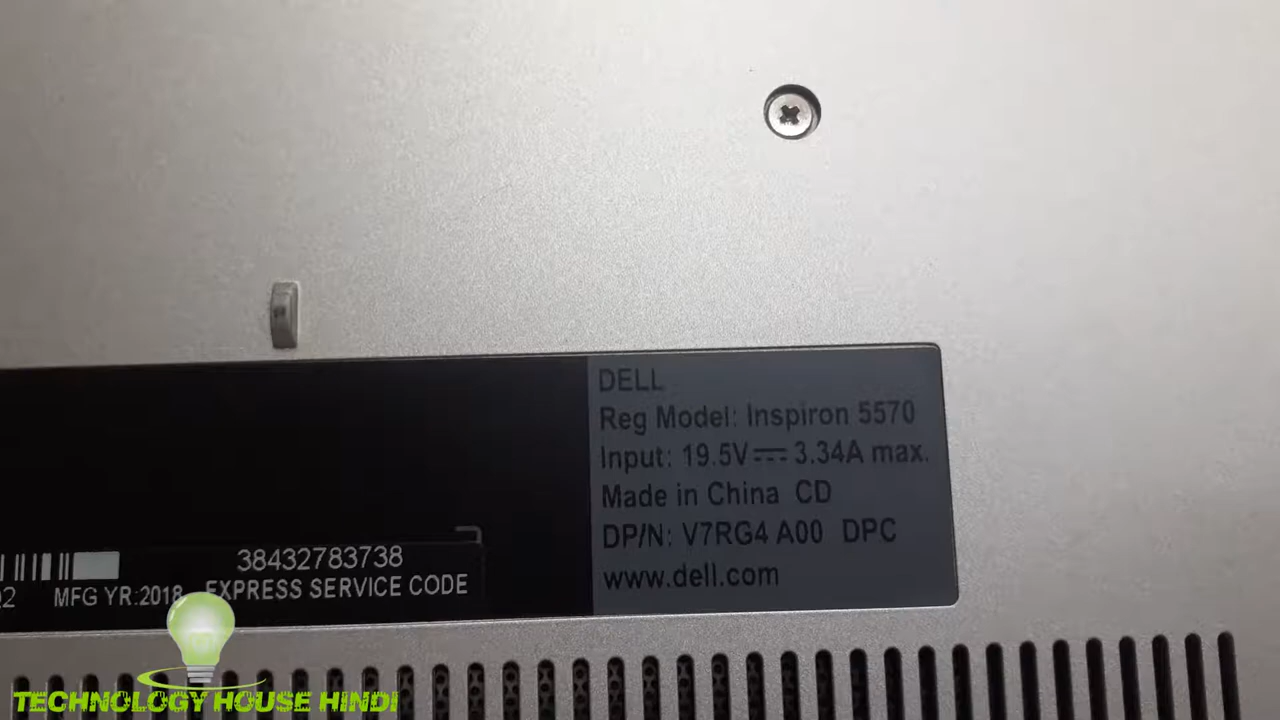 DELL
Reg Model: Inspiron 5570
Input: 19.5V⎓3.34A max.
Made in China CD
DP/N: V7RG4 A00 DPC
www.dell.com
38432783738
MFG YR:2018 EXPRESS SERVICE CODE
TECHNOLOGY HOUSE HINDI